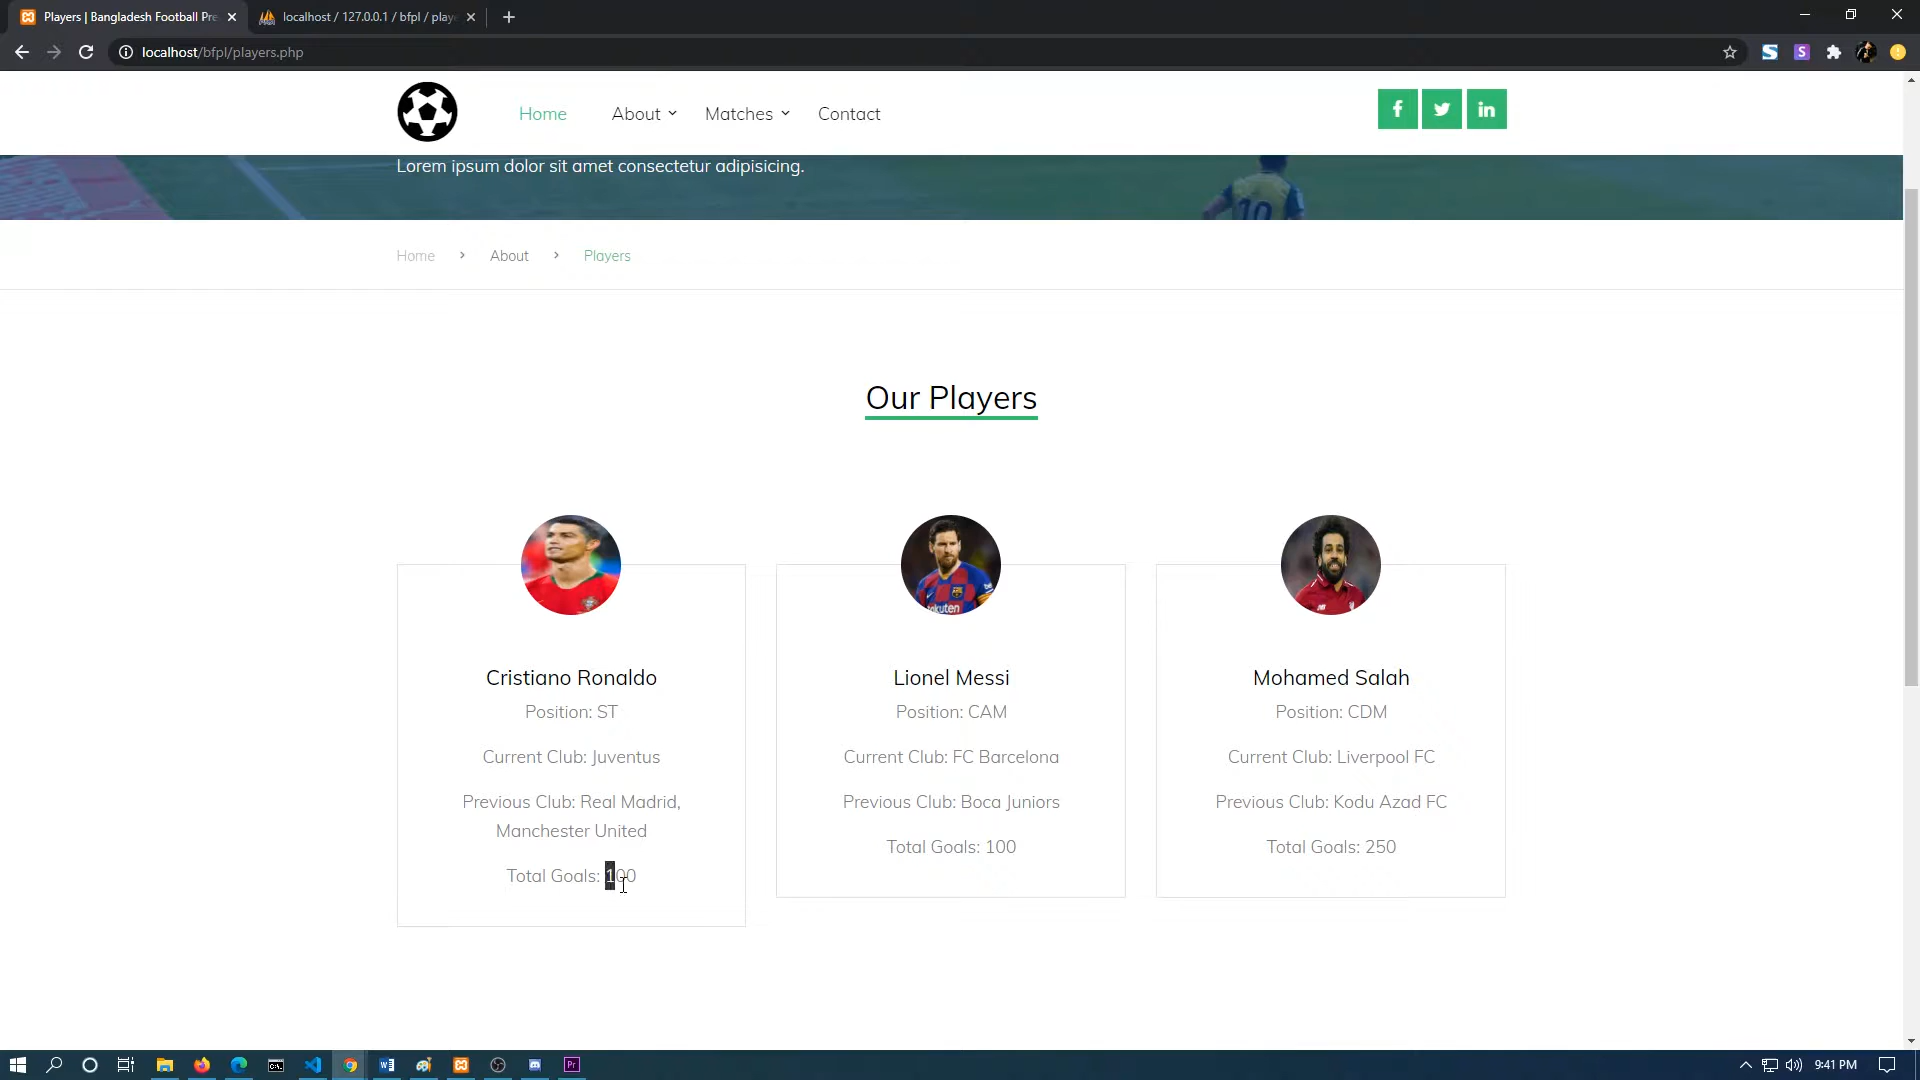 Players | Bangladesh Football Pre
localhost / 127.0.0.1 / bfpl / playe
localhost/bfpl/players.php
Home
About
Matches
Contact
Lorem ipsum dolor sit amet consectetur adipisicing.
10
Home > About > Players
Our Players
Cristiano Ronaldo
Position: ST
Current Club: Juventus
Previous Club: Real Madrid,
Manchester United
Total Goals: 100
Lionel Messi
Position: CAM
Current Club: FC Barcelona
Previous Club: Boca Juniors
Total Goals: 100
Mohamed Salah
Position: CDM
Current Club: Liverpool FC
Previous Club: Kodu Azad FC
Total Goals: 250
9:41 PM